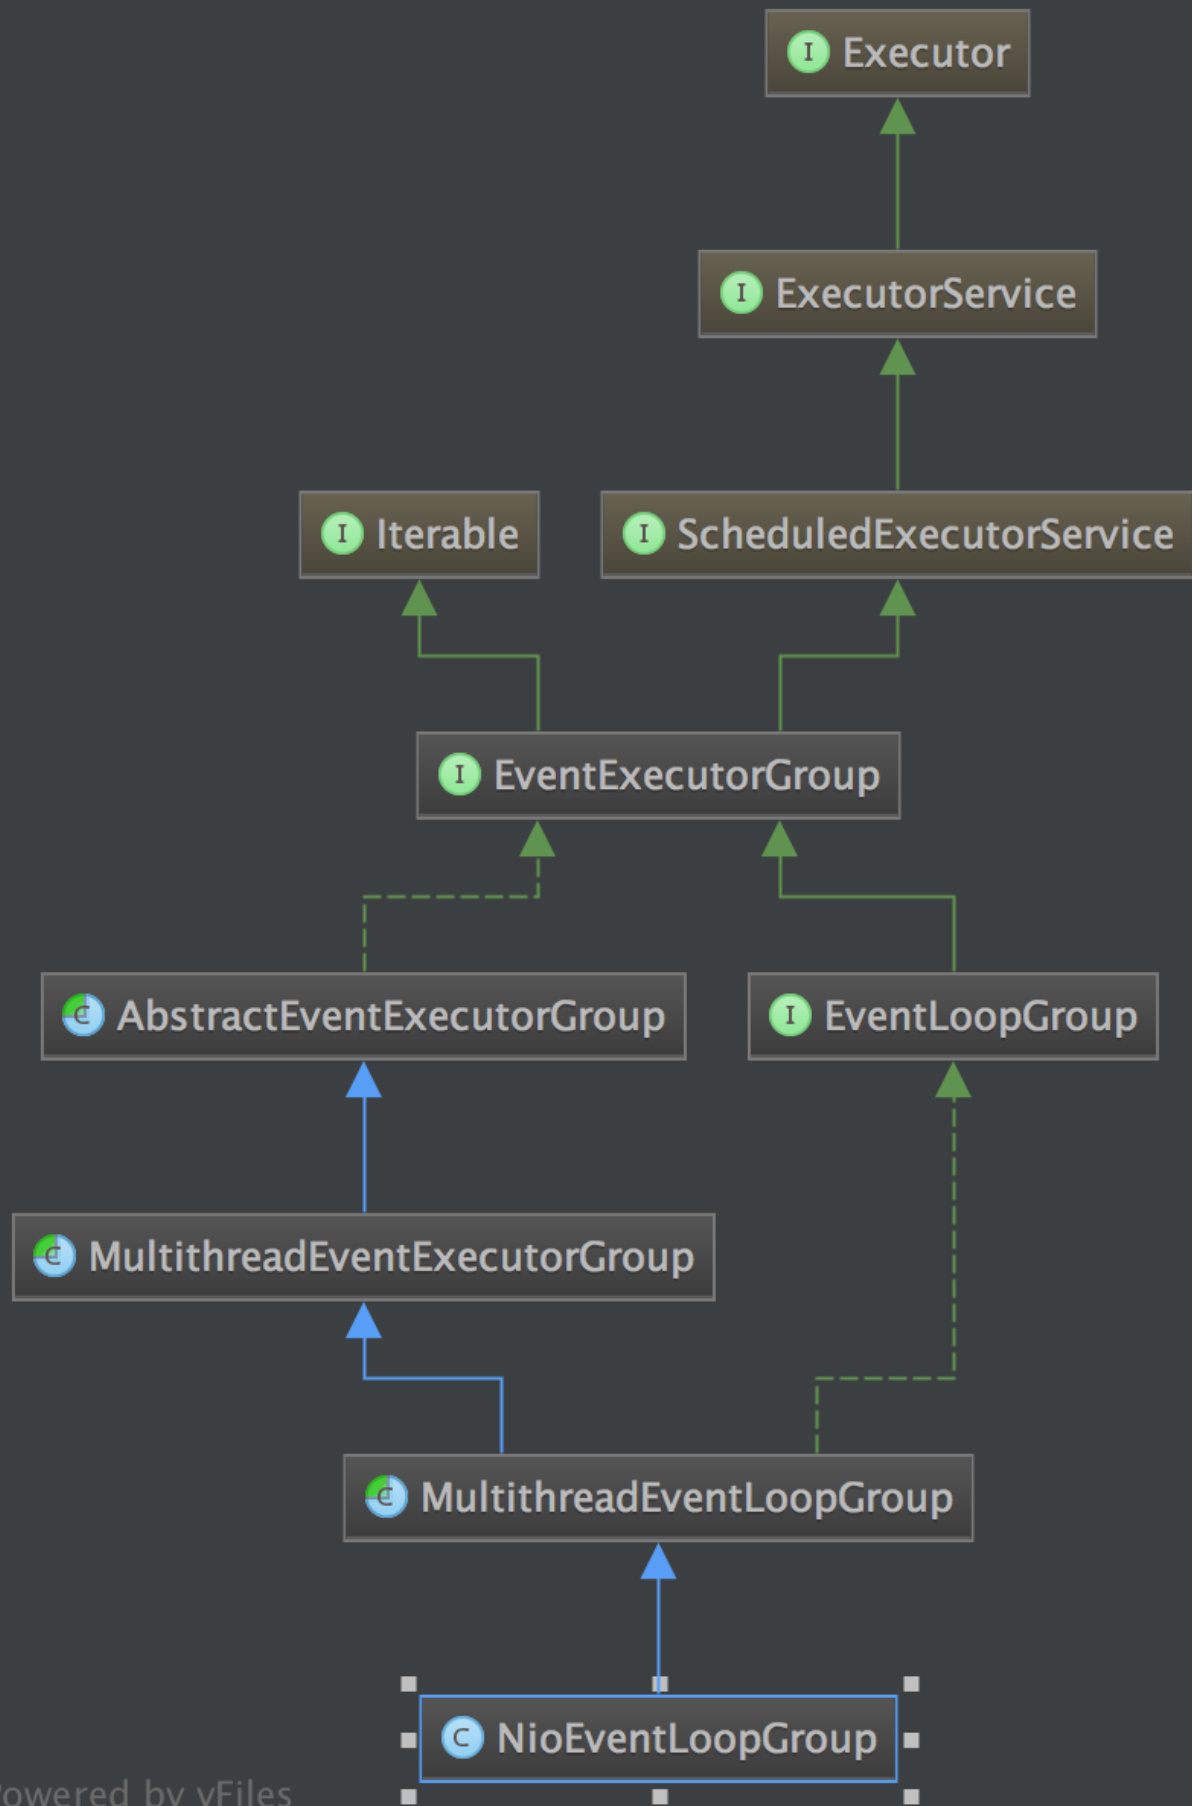 I Executor
I ExecutorService
I Iterable
I ScheduledExecutorService
I EventExecutorGroup
C AbstractEventExecutorGroup
I EventLoopGroup
C MultithreadEventExecutorGroup
C MultithreadEventLoopGroup
C NioEventLoopGroup
owered by yFiles